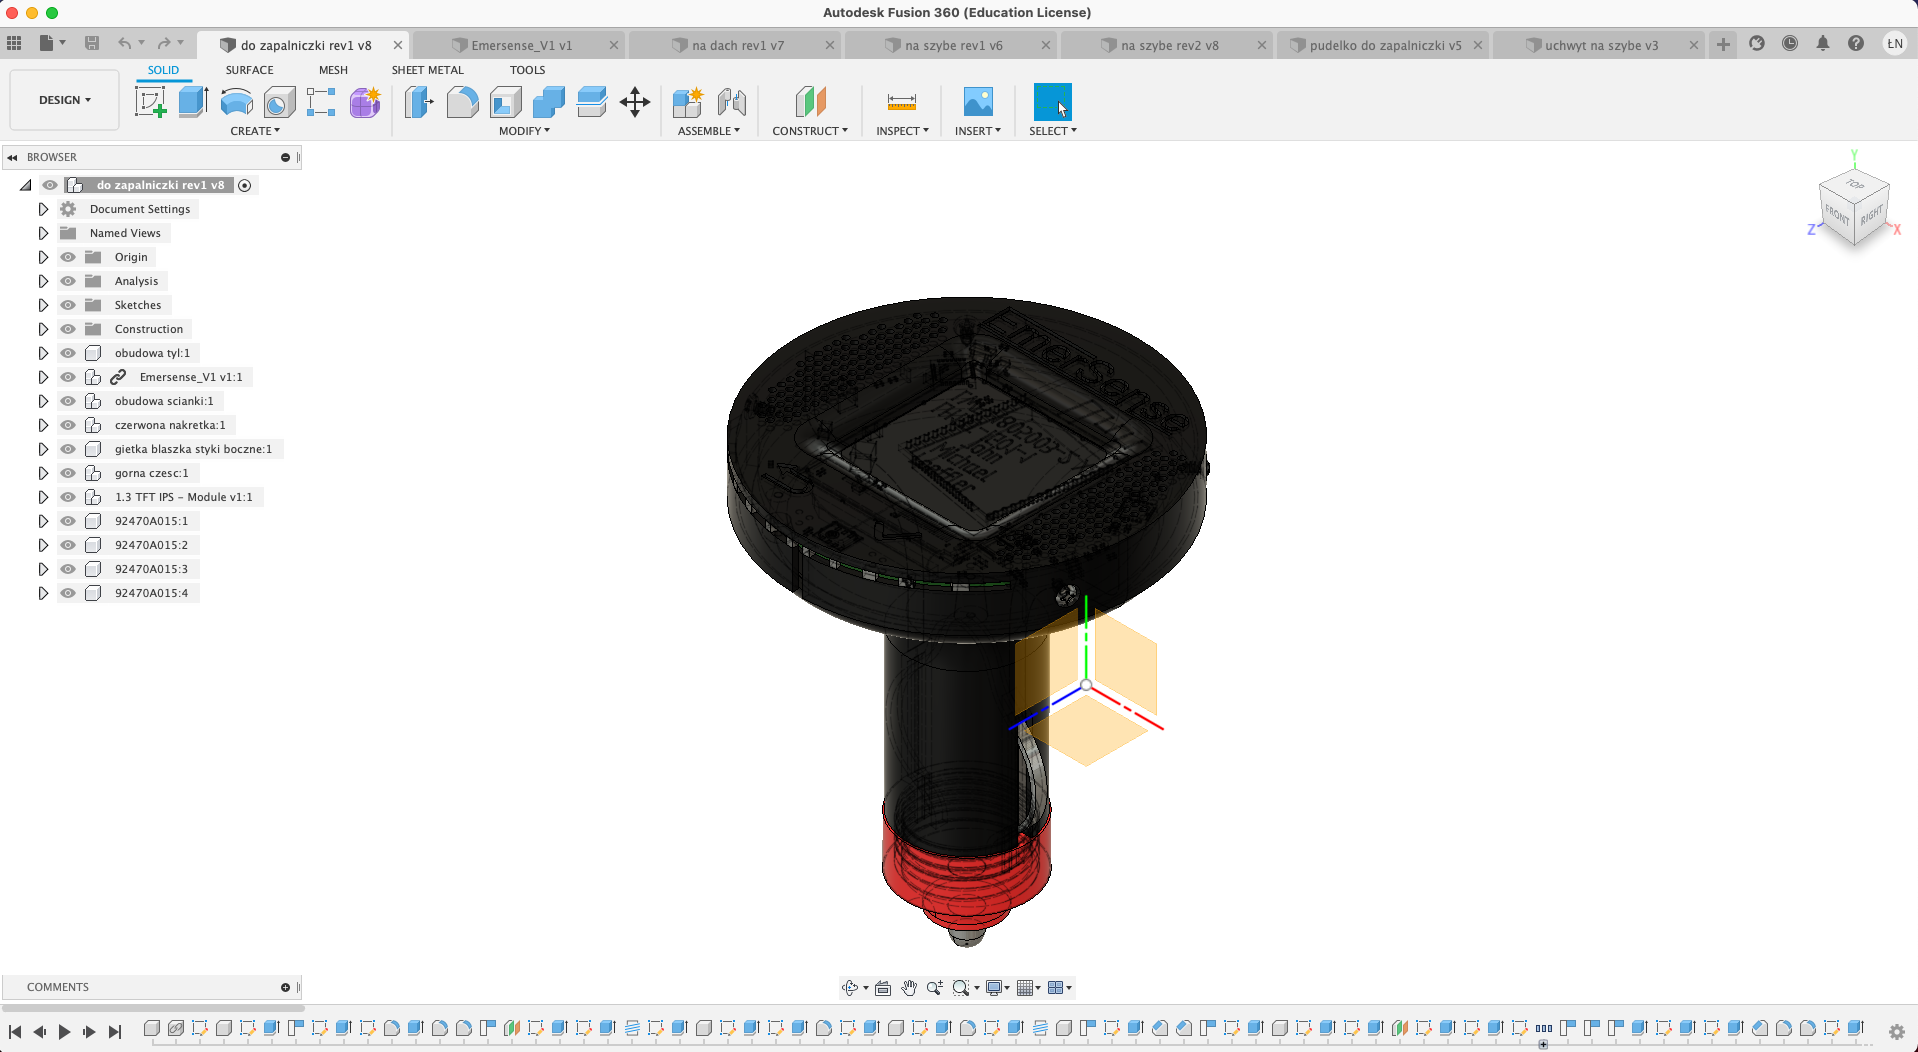 Autodesk Fusion 360 (Education License)
do zapalniczki rev1 v8
Emersense_V1 v1
na dach rev1 v7
na szybe rev1 v6
na szybe rev2 v8
pudelko do zapalniczki v5
uchwyt na szybe v3
ŁN
SOLID
SURFACE
MESH
SHEET METAL
TOOLS
DESIGN
CREATE
MODIFY
ASSEMBLE
CONSTRUCT
INSPECT
INSERT
SELECT
BROWSER
do zapalniczki rev1 v8
Document Settings
Named Views
Origin
Analysis
Sketches
Construction
obudowa tyl:1
Emersense_V1 v1:1
obudowa scianki:1
czerwona nakretka:1
gietka blaszka styki boczne:1
gorna czesc:1
1.3 TFT IPS - Module v1:1
92470A015:1
92470A015:2
92470A015:3
92470A015:4
Y
TOP
FRONT
RIGHT
Z
X
EmerSense
COMMENTS